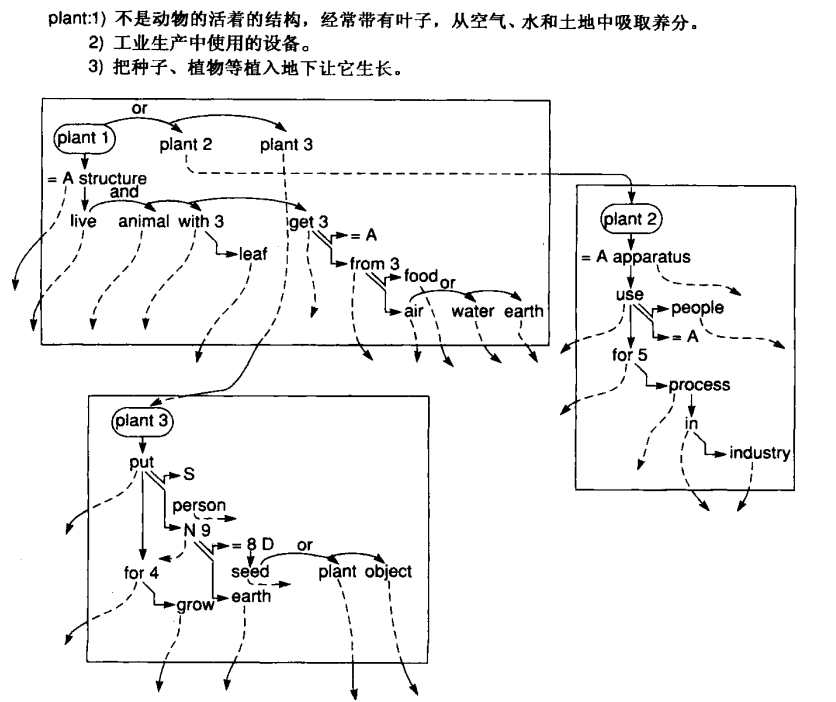 plant:1) 不是动物的活着的结构，经常带有叶子，从空气、水和土地中吸取养分。
2) 工业生产中使用的设备。
3) 把种子、植物等植入地下让它生长。
or
plant 1
plant 2
plant 3
= A structure
and
live
animal
with 3
get 3
= A
leaf
from 3
food
or
air
water
earth
plant 2
= A apparatus
use
people
= A
for 5
process
in
industry
plant 3
put
S
person
N 9
= 8 D
or
for 4
seed
plant
object
grow
earth